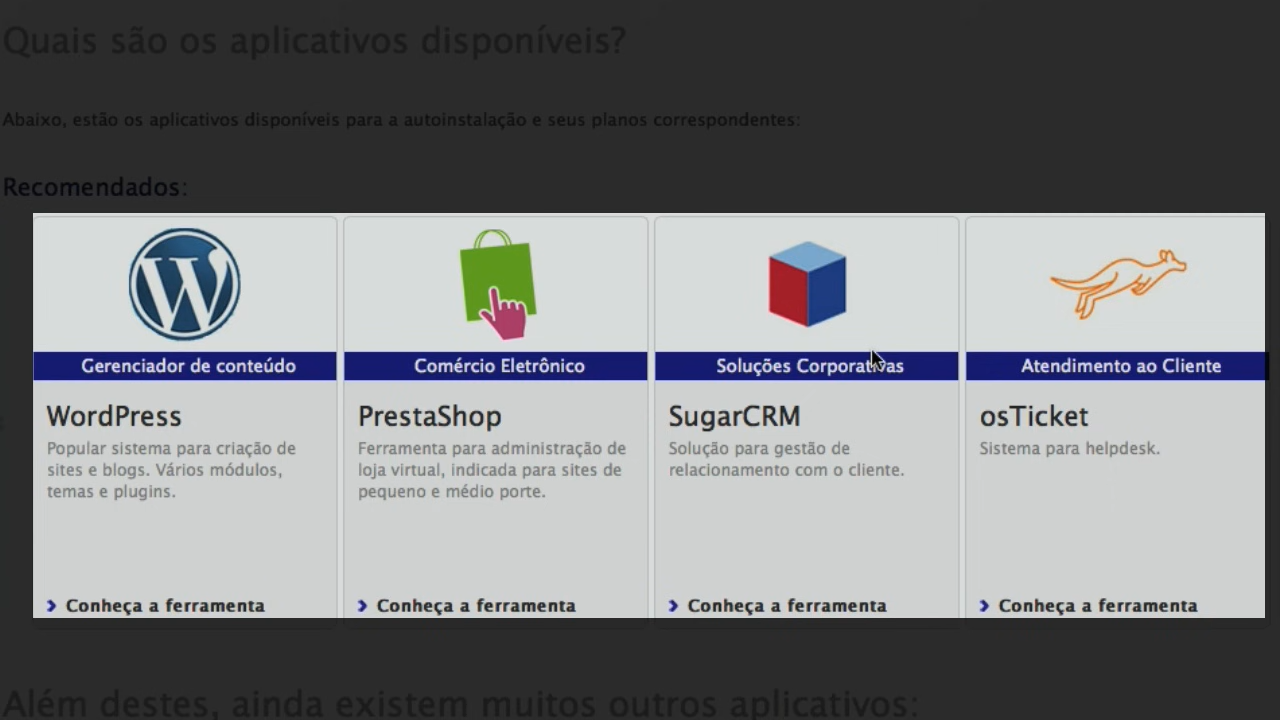 Quais são os aplicativos disponíveis?
Abaixo, estão os aplicativos disponíveis para a autoinstalação e seus planos correspondentes:
Recomendados:
Gerenciador de conteúdo
WordPress
Popular sistema para criação de
sites e blogs. Vários módulos,
temas e plugins.
Conheça a ferramenta
Comércio Eletrônico
PrestaShop
Ferramenta para administração de
loja virtual, indicada para sites de
pequeno e médio porte.
Conheça a ferramenta
Soluções Corporativas
SugarCRM
Solução para gestão de
relacionamento com o cliente.
Conheça a ferramenta
Atendimento ao Cliente
osTicket
Sistema para helpdesk.
Conheça a ferramenta
Além destes, ainda existem muitos outros aplicativos: